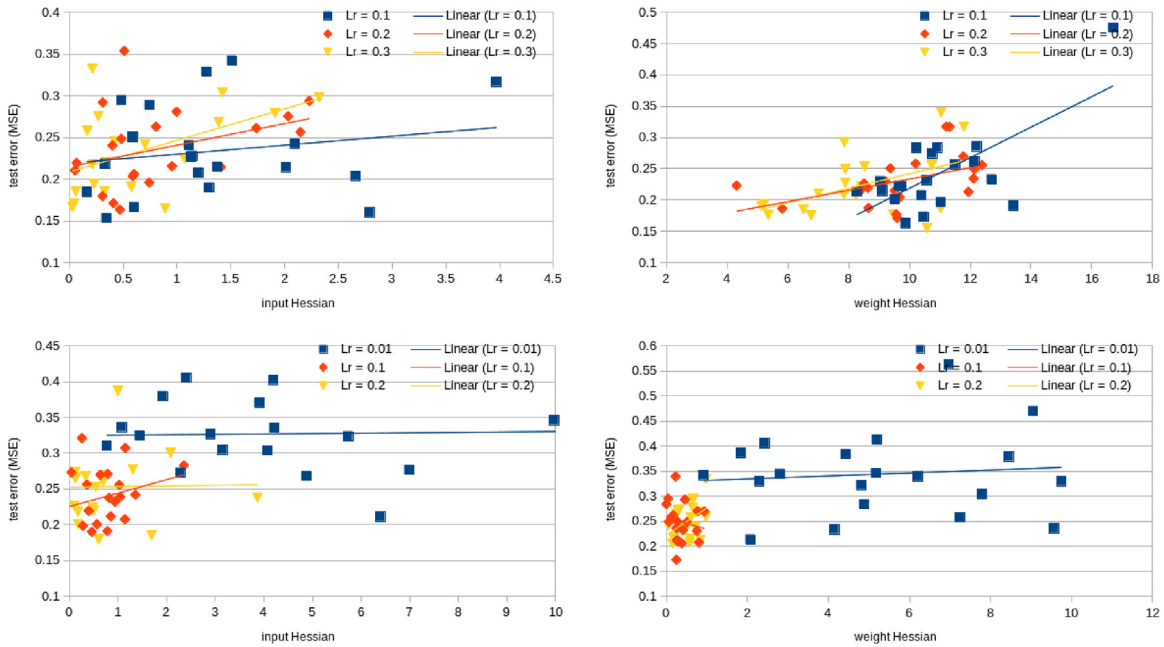 0.4
0.35
0.3
0.25
0.2
0.15
0.1
test error (MSE)
0 0.5 1 1.5 2 2.5 3 3.5 4 4.5
input Hessian
Lr = 0.1 Linear (Lr = 0.1)
Lr = 0.2 Linear (Lr = 0.2)
Lr = 0.3 Linear (Lr = 0.3)
0.5
0.45
0.4
0.35
0.3
0.25
0.2
0.15
0.1
test error (MSE)
2 4 6 8 10 12 14 16 18
weight Hessian
Lr = 0.1 Linear (Lr = 0.1)
Lr = 0.2 Linear (Lr = 0.2)
Lr = 0.3 Linear (Lr = 0.3)
0.45
0.4
0.35
0.3
0.25
0.2
0.15
0.1
test error (MSE)
0 1 2 3 4 5 6 7 8 9 10
input Hessian
Lr = 0.01 Linear (Lr = 0.01)
Lr = 0.1 Linear (Lr = 0.1)
Lr = 0.2 Linear (Lr = 0.2)
0.6
0.55
0.5
0.45
0.4
0.35
0.3
0.25
0.2
0.15
0.1
test error (MSE)
0 2 4 6 8 10 12
weight Hessian
Lr = 0.01 Linear (Lr = 0.01)
Lr = 0.1 Linear (Lr = 0.1)
Lr = 0.2 Linear (Lr = 0.2)